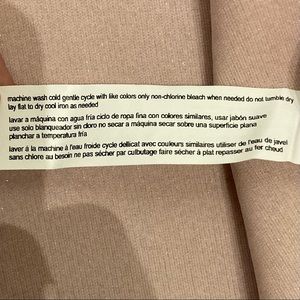 machine wash cold gentle cycle with like colors only non-chlorine bleach when needed do not tumble dry
lay flat to dry cool iron as needed
lavar a máquina con agua fría ciclo de ropa fina con colores similares, usar jabón suave
use solo blanqueador sin cloro no secar a máquina secar sobre una superficie plana
planchar a temperatura fría
laver à la machine à l'eau froide cycle dellicat avec couleurs similaires utiliser de l'eau de javel
sans chlore au besoin ne pas sécher par culbutage faire sécher à plat repasser au fer cheud